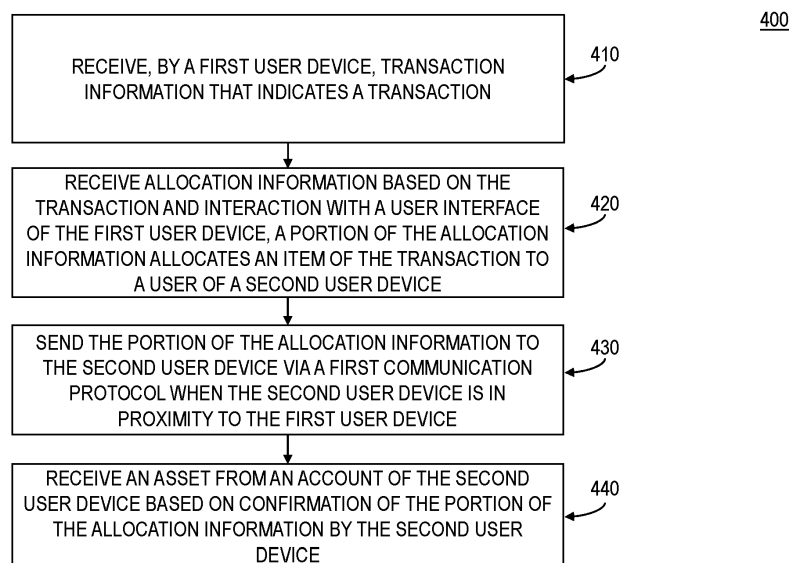 400
RECEIVE, BY A FIRST USER DEVICE, TRANSACTION
INFORMATION THAT INDICATES A TRANSACTION
410
RECEIVE ALLOCATION INFORMATION BASED ON THE
TRANSACTION AND INTERACTION WITH A USER INTERFACE
OF THE FIRST USER DEVICE, A PORTION OF THE ALLOCATION
INFORMATION ALLOCATES AN ITEM OF THE TRANSACTION TO
A USER OF A SECOND USER DEVICE
420
SEND THE PORTION OF THE ALLOCATION INFORMATION TO
THE SECOND USER DEVICE VIA A FIRST COMMUNICATION
PROTOCOL WHEN THE SECOND USER DEVICE IS IN
PROXIMITY TO THE FIRST USER DEVICE
430
RECEIVE AN ASSET FROM AN ACCOUNT OF THE SECOND
USER DEVICE BASED ON CONFIRMATION OF THE PORTION OF
THE ALLOCATION INFORMATION BY THE SECOND USER
DEVICE
440